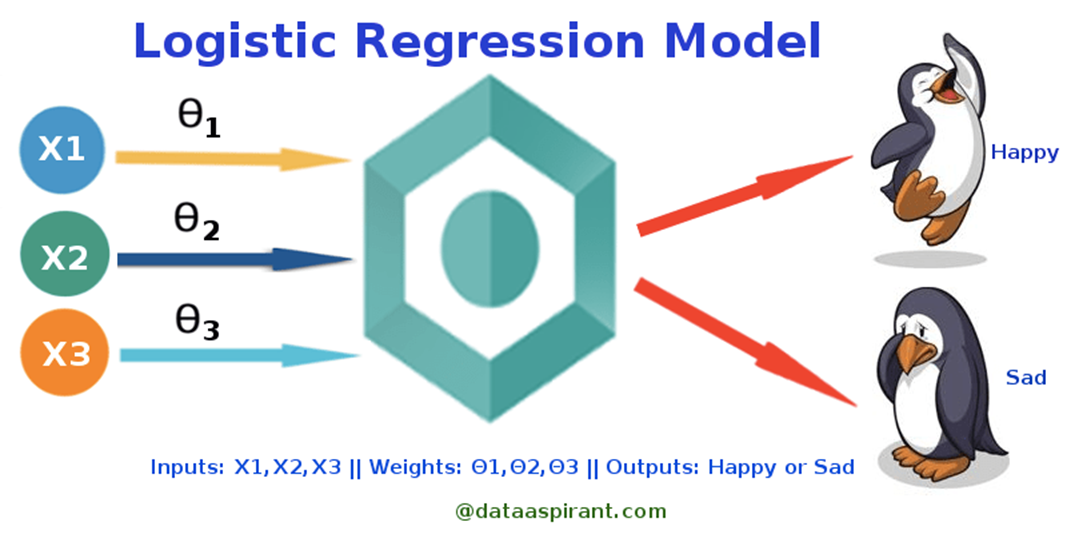 Logistic Regression Model
X1
θ1
X2
θ2
X3
θ3
Happy
Sad
Inputs: X1,X2,X3 || Weights: Θ1,Θ2,Θ3 || Outputs: Happy or Sad
@dataaspirant.com